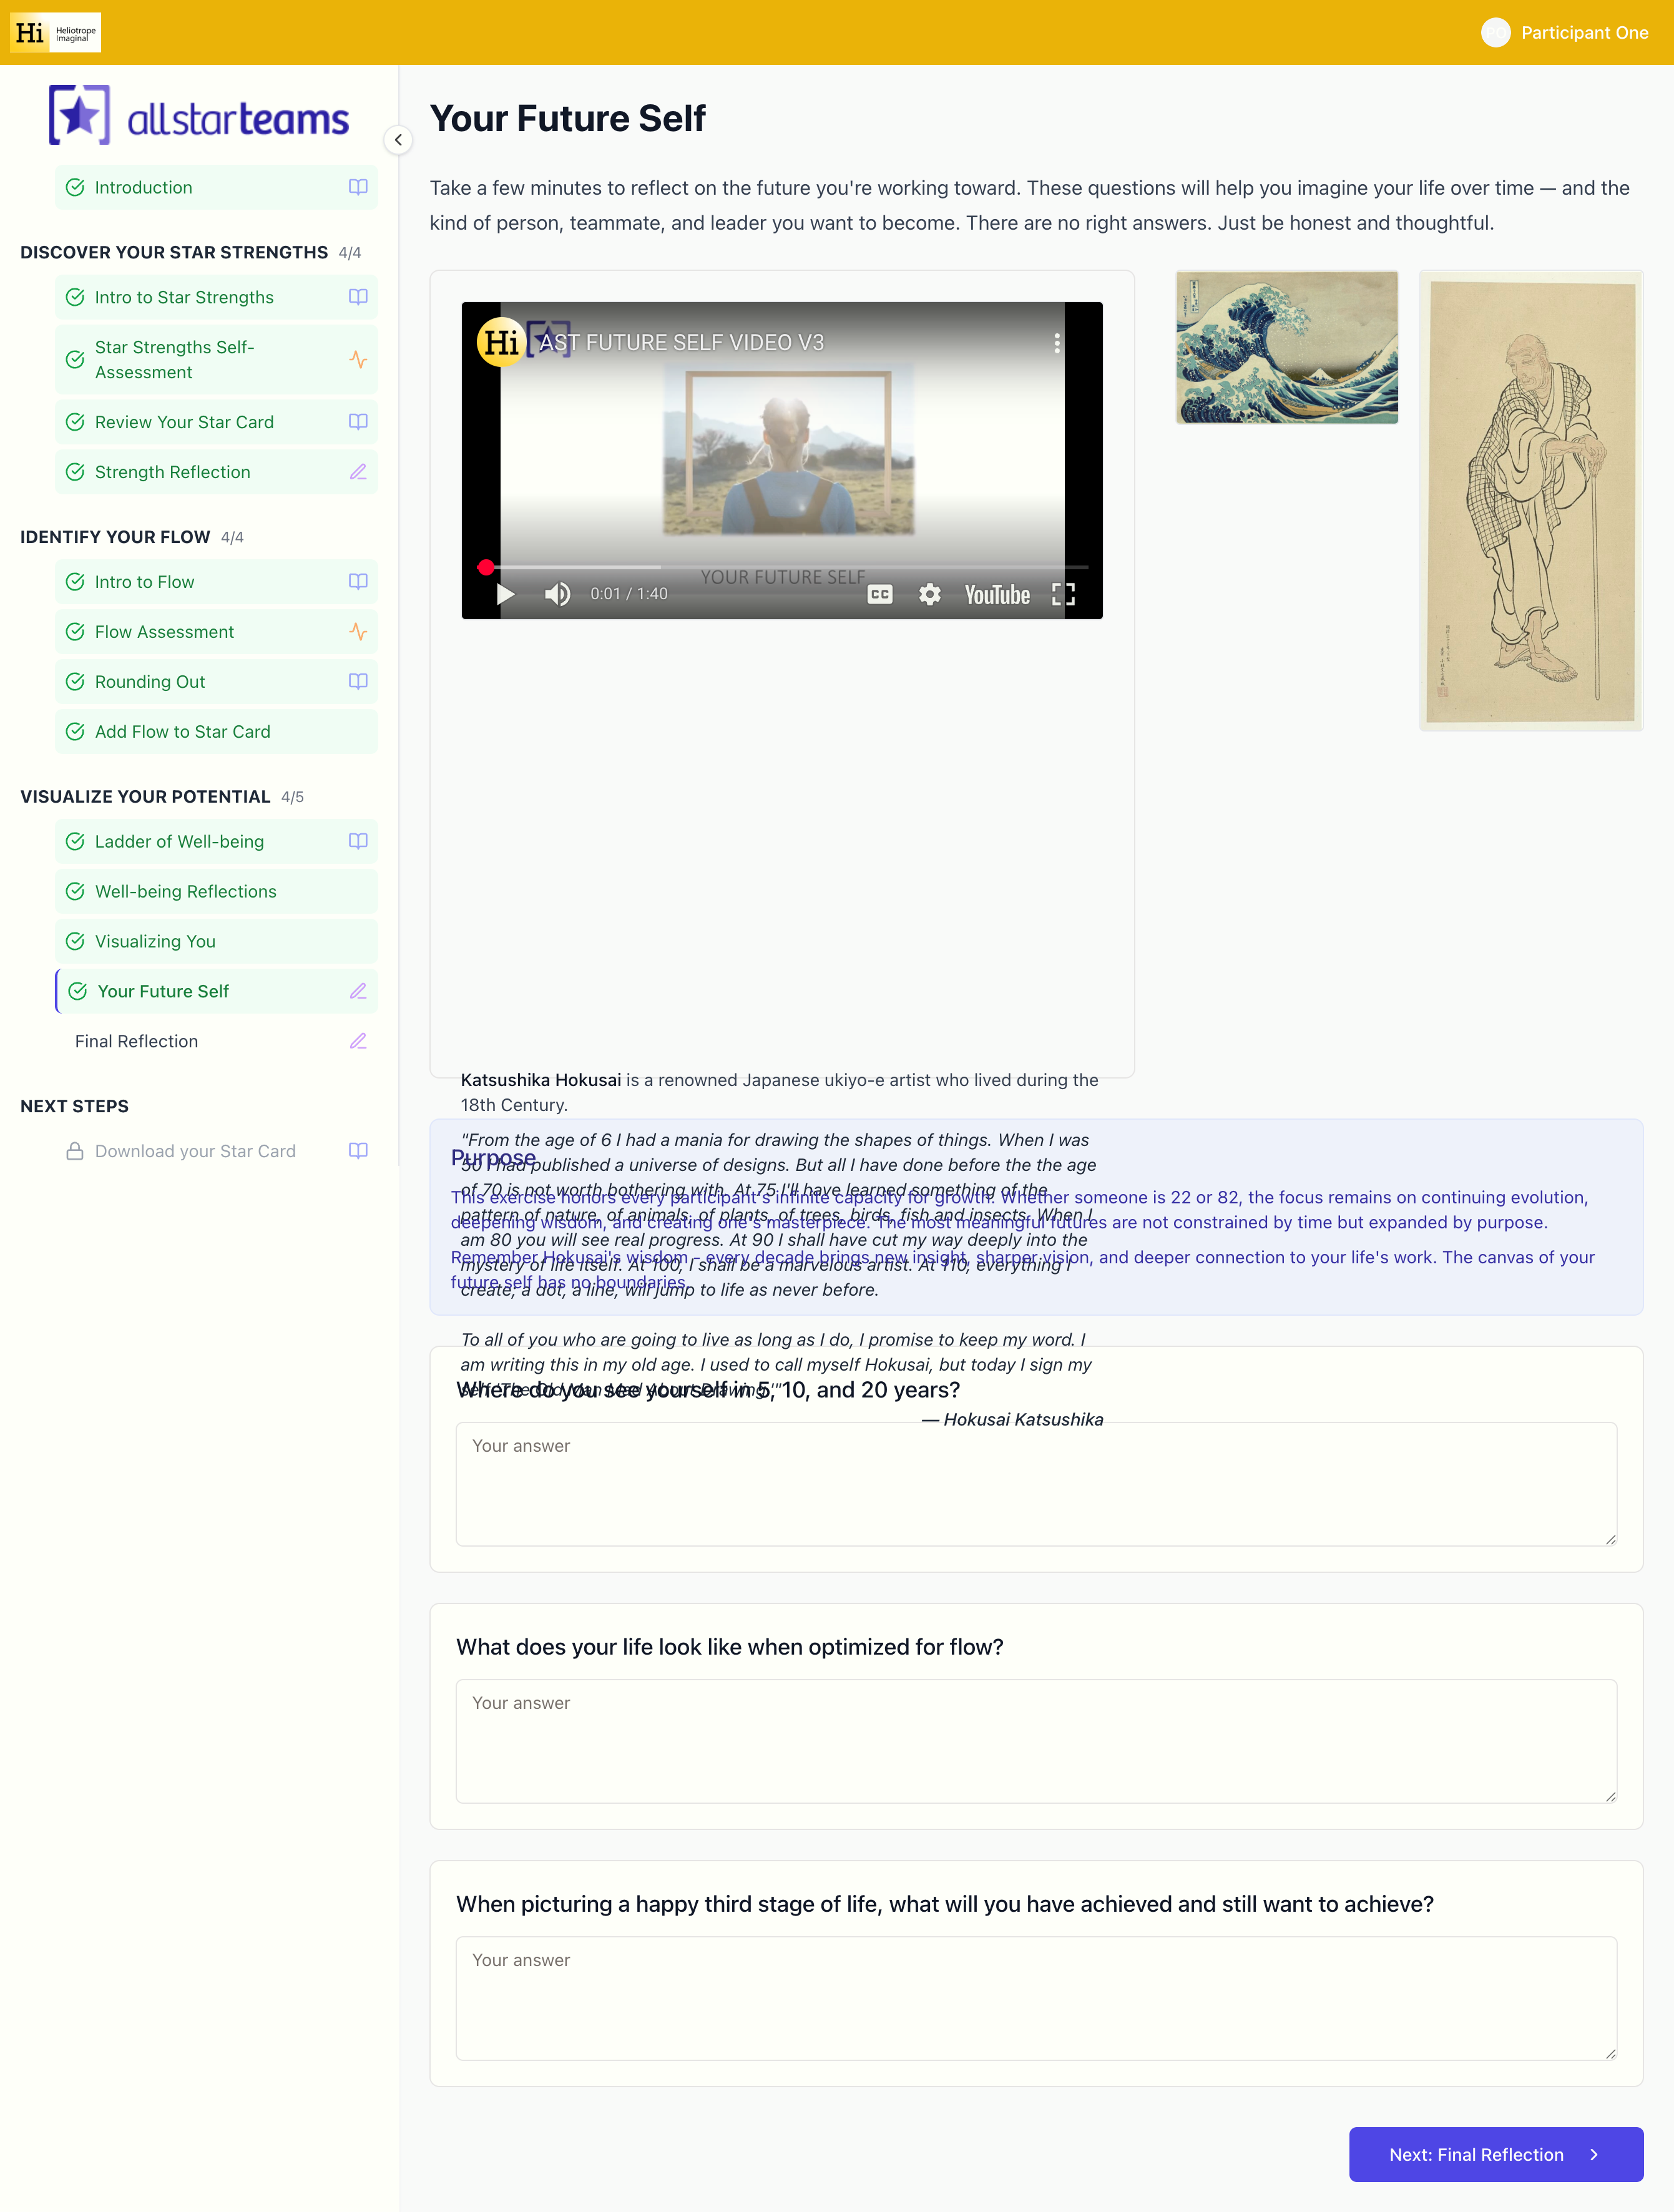 Hi
Heliotrope
Imaginal
Participant One
allstarteams
Introduction
DISCOVER YOUR STAR STRENGTHS 4/4
Intro to Star Strengths
Star Strengths Self-
Assessment
Review Your Star Card
Strength Reflection
IDENTIFY YOUR FLOW 4/4
Intro to Flow
Flow Assessment
Rounding Out
Add Flow to Star Card
VISUALIZE YOUR POTENTIAL 4/5
Ladder of Well-being
Well-being Reflections
Visualizing You
Your Future Self
Final Reflection
NEXT STEPS
Download your Star Card
Your Future Self
Take a few minutes to reflect on the future you're working toward. These questions will help you imagine your life over time — and the
kind of person, teammate, and leader you want to become. There are no right answers. Just be honest and thoughtful.
Hi
AST FUTURE SELF VIDEO V3
YOUR FUTURE SELF
0:01 / 1:40
CC
YouTube
Katsushika Hokusai is a renowned Japanese ukiyo-e artist who lived during the
18th Century.
"From the age of 6 I had a mania for drawing the shapes of things. When I was
50 I had published a universe of designs. But all I have done before the the age
of 70 is not worth bothering with. At 75 I'll have learned something of the
pattern of nature, of animals, of plants, of trees, birds, fish and insects. When I
am 80 you will see real progress. At 90 I shall have cut my way deeply into the
mystery of life itself. At 100, I shall be a marvelous artist. At 110, everything I
create; a dot, a line, will jump to life as never before.
To all of you who are going to live as long as I do, I promise to keep my word. I
am writing this in my old age. I used to call myself Hokusai, but today I sign my
self 'The Old Man Mad About Drawing.'"
— Hokusai Katsushika
Purpose
This exercise honors every participant's infinite capacity for growth. Whether someone is 22 or 82, the focus remains on continuing evolution,
deepening wisdom, and creating one's masterpiece. The most meaningful futures are not constrained by time but expanded by purpose.
Remember Hokusai's wisdom - every decade brings new insight, sharper vision, and deeper connection to your life's work. The canvas of your
future self has no boundaries.
Where do you see yourself in 5, 10, and 20 years?
Your answer
What does your life look like when optimized for flow?
Your answer
When picturing a happy third stage of life, what will you have achieved and still want to achieve?
Your answer
Next: Final Reflection